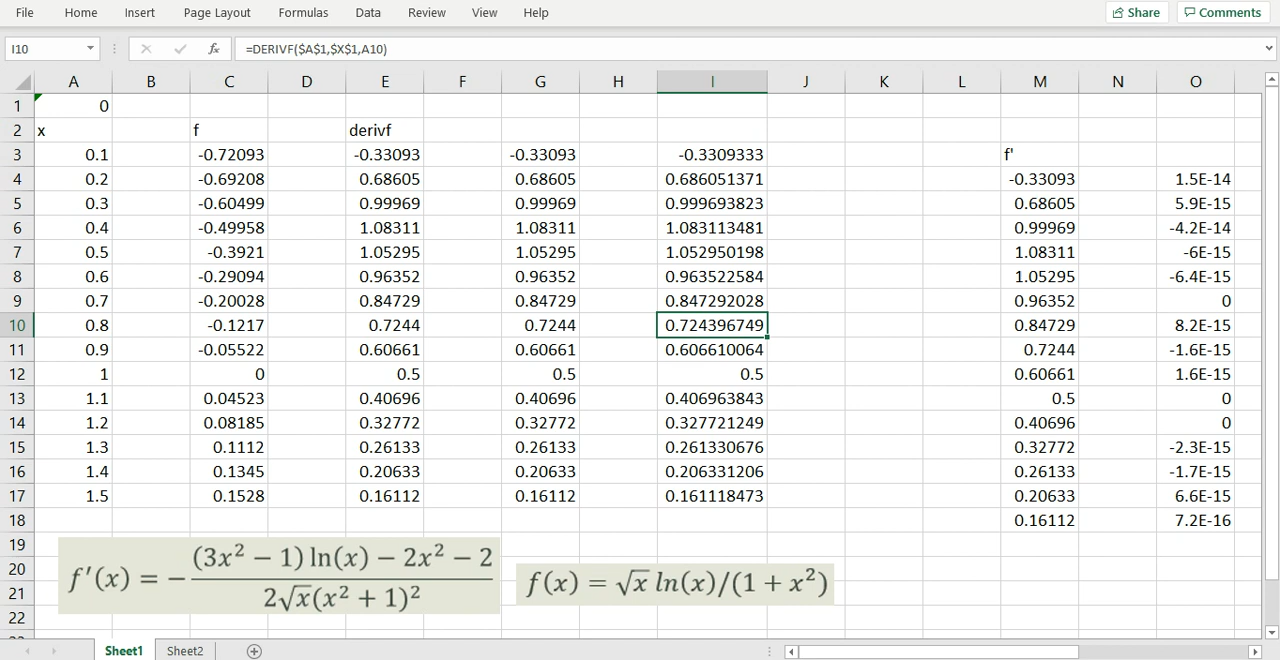 File Home Insert Page Layout Formulas Data Review View Help Share Comments
I10 fx =DERIVF($A$1,$X$1,A10)
A B C D E F G H I J K L M N O
1 0
2 x f derivf
3 0.1 -0.72093 -0.33093 -0.33093 -0.3309333 f'
4 0.2 -0.69208 0.68605 0.68605 0.686051371 -0.33093 1.5E-14
5 0.3 -0.60499 0.99969 0.99969 0.999693823 0.68605 5.9E-15
6 0.4 -0.49958 1.08311 1.08311 1.083113481 0.99969 -4.2E-14
7 0.5 -0.3921 1.05295 1.05295 1.052950198 1.08311 -6E-15
8 0.6 -0.29094 0.96352 0.96352 0.963522584 1.05295 -6.4E-15
9 0.7 -0.20028 0.84729 0.84729 0.847292028 0.96352 0
10 0.8 -0.1217 0.7244 0.7244 0.724396749 0.84729 8.2E-15
11 0.9 -0.05522 0.60661 0.60661 0.606610064 0.7244 -1.6E-15
12 1 0 0.5 0.5 0.5 0.60661 1.6E-15
13 1.1 0.04523 0.40696 0.40696 0.406963843 0.5 0
14 1.2 0.08185 0.32772 0.32772 0.327721249 0.40696 0
15 1.3 0.1112 0.26133 0.26133 0.261330676 0.32772 -2.3E-15
16 1.4 0.1345 0.20633 0.20633 0.206331206 0.26133 -1.7E-15
17 1.5 0.1528 0.16112 0.16112 0.161118473 0.20633 6.6E-15
18 0.16112 7.2E-16
19
20
21
22
f'(x) = −((3x² − 1) ln(x) − 2x² − 2)/(2√x(x² + 1)²)
f(x) = √x ln(x)/(1 + x²)
Sheet1 Sheet2